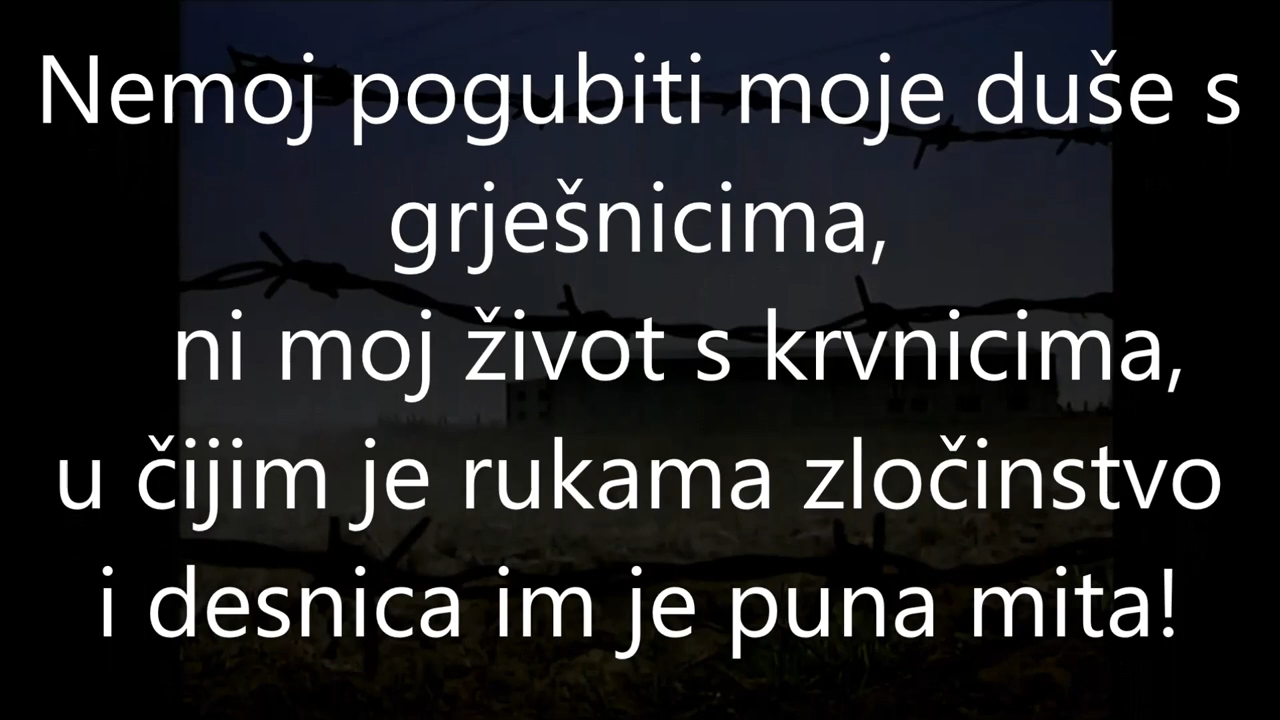 Nemoj pogubiti moje duše s
grješnicima,
ni moj život s krvnicima,
u čijim je rukama zločinstvo
i desnica im je puna mita!